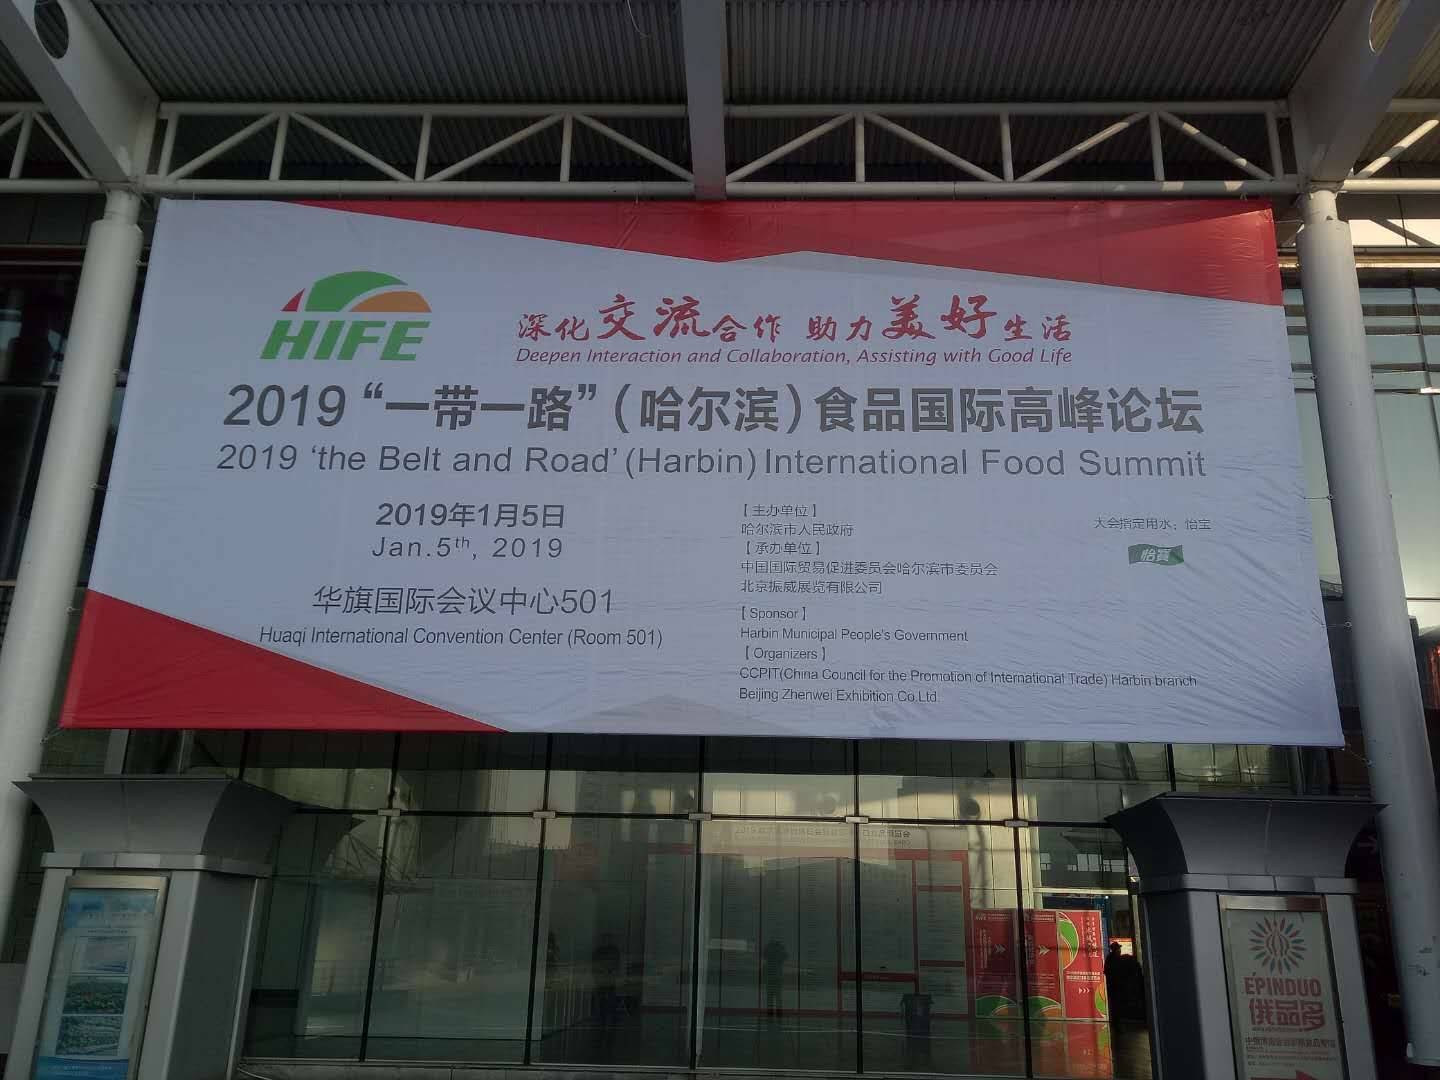 HIFE
深化交流合作 助力美好生活
Deepen Interaction and Collaboration, Assisting with Good Life
2019“一带一路”（哈尔滨）食品国际高峰论坛
2019 ‘the Belt and Road’ (Harbin) International Food Summit
2019年1月5日
Jan.5th, 2019
华旗国际会议中心501
Huaqi International Convention Center (Room 501)
【主办单位】
哈尔滨市人民政府
【承办单位】
中国国际贸易促进委员会哈尔滨市委员会
北京振威展览有限公司
[ Sponsor ]
Harbin Municipal People's Government
[ Organizers ]
CCPIT(China Council for the Promotion of International Trade) Harbin branch
Beijing Zhenwei Exhibition Co.Ltd.
大会指定用水：怡宝
怡寳
HIFE
ÉPINDUO
俄品多